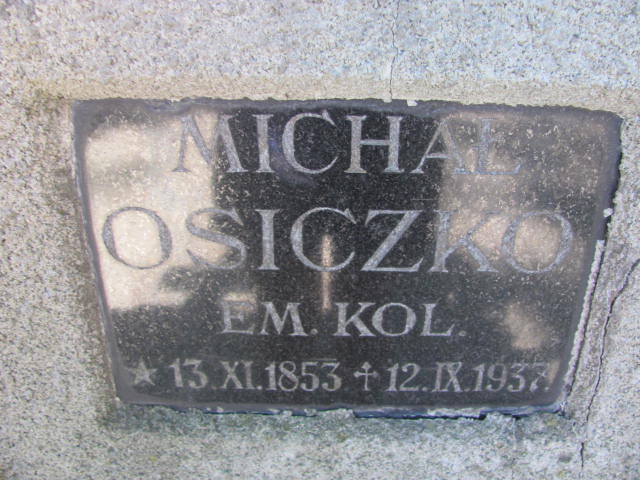 MICHAŁ
OSICZKO
EM. KOL.
★ 13.XI.1853 ✝ 12.IX.1937.